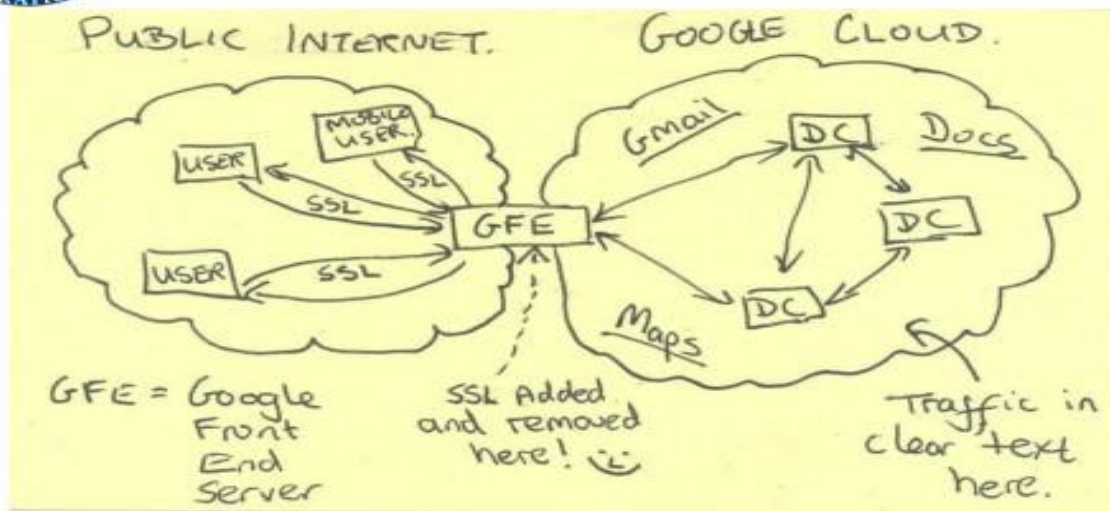 PUBLIC INTERNET.
GOOGLE CLOUD.
MOBILE
USER.
USER
SSL
SSL
USER
SSL
GFE
Gmail
DC
Docs
DC
DC
Maps
GFE = Google
Front
End
Server
SSL Added
and removed
here!
Traffic in
clear text
here.